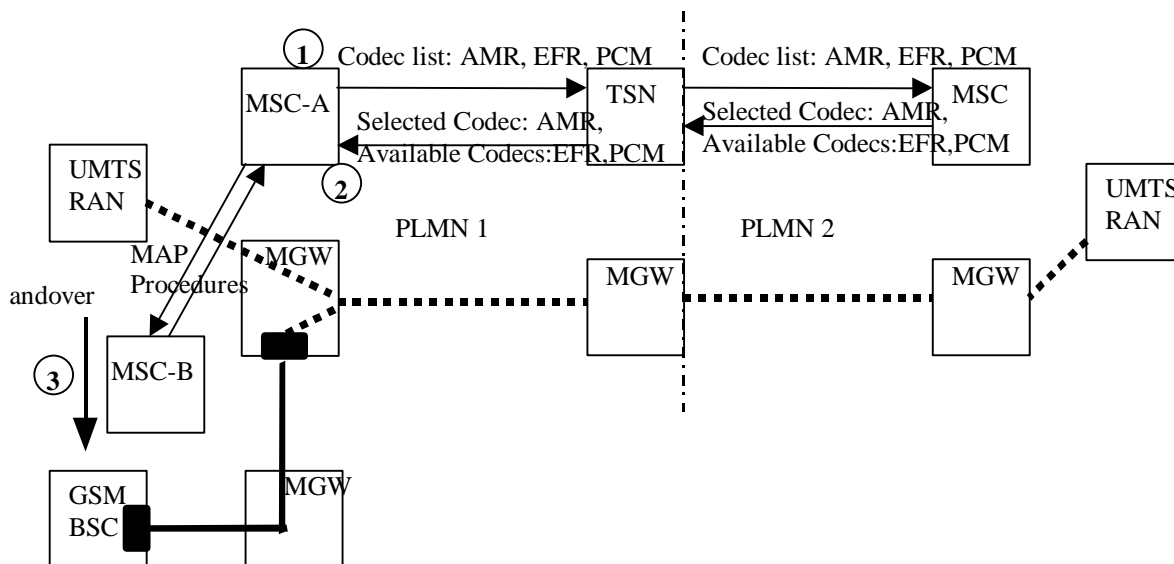 1
Codec list: AMR, EFR, PCM
Codec list: AMR, EFR, PCM
MSC-A
TSN
MSC
Selected Codec: AMR,
Available Codecs:EFR,PCM
Selected Codec: AMR,
Available Codecs:EFR,PCM
2
UMTS
RAN
UMTS
RAN
PLMN 1
PLMN 2
MAP
Procedures
MGW
MGW
MGW
andover
3
MSC-B
GSM
BSC
MGW